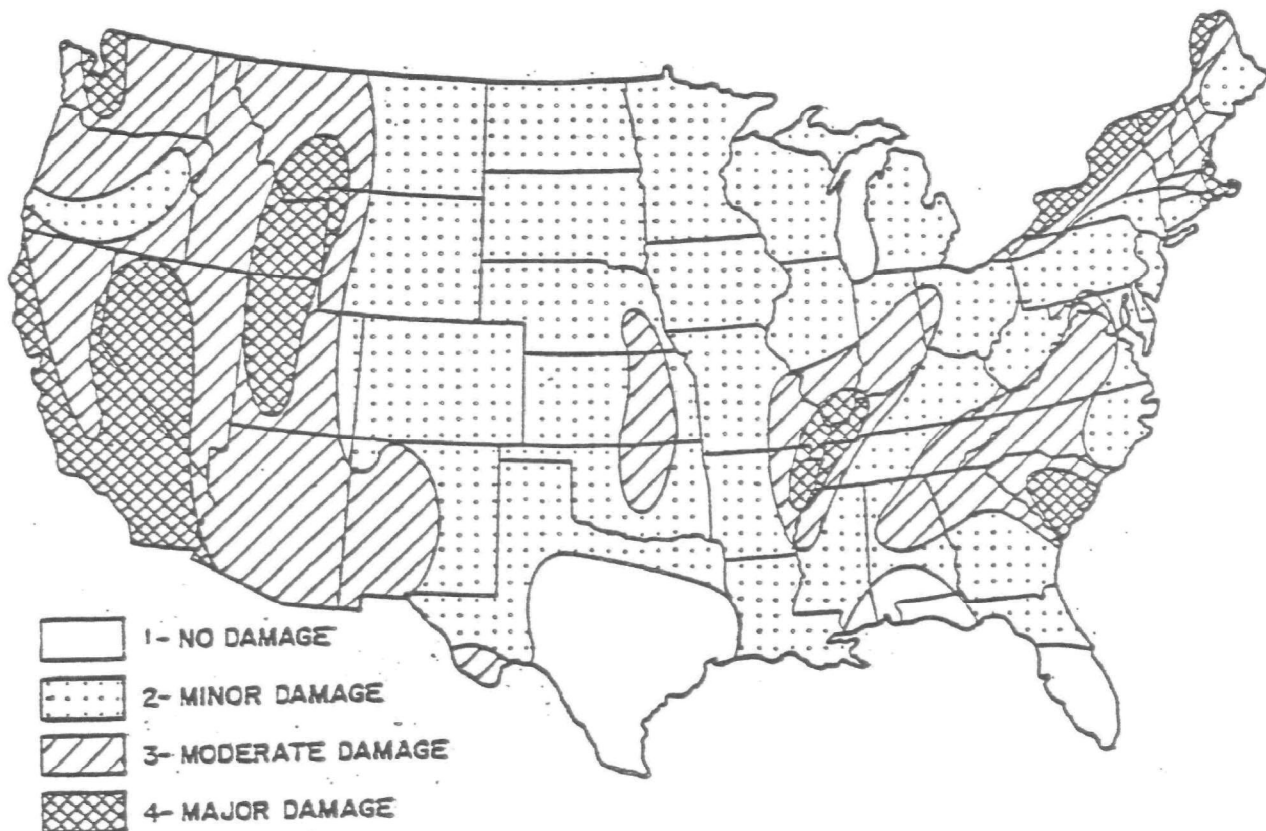 1- NO DAMAGE
2- MINOR DAMAGE
3- MODERATE DAMAGE
4- MAJOR DAMAGE